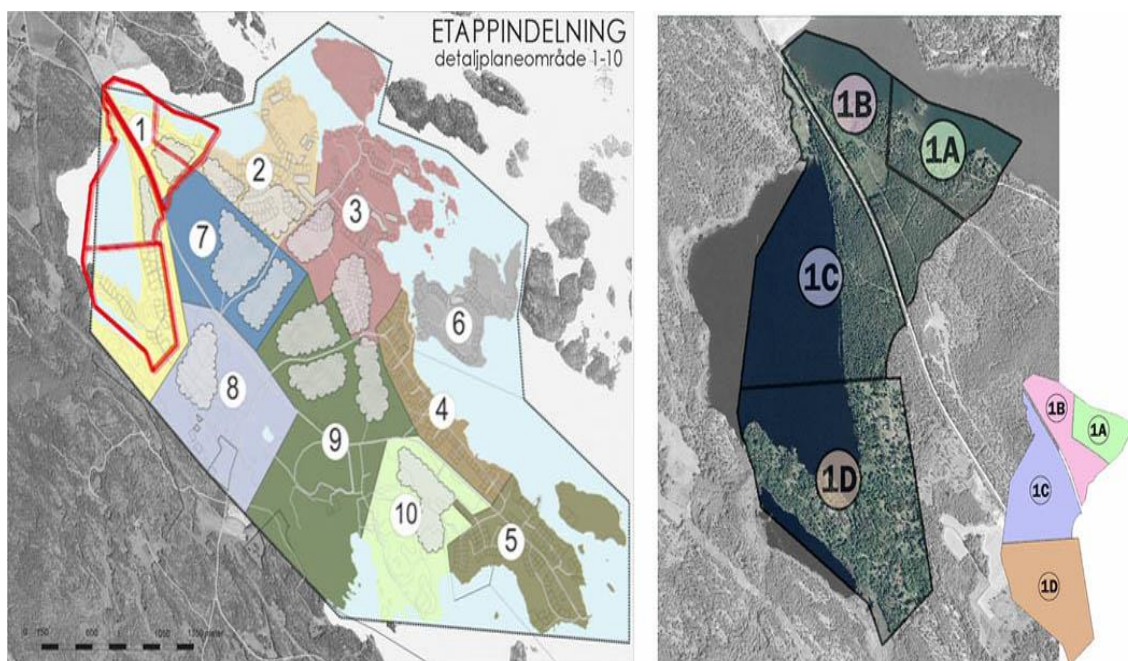 ETAPPINDELNING
detaljplaneområde 1-10
1
2
3
7
6
8
4
9
10
5
1B
1A
1C
1D
1B
1A
1C
1D